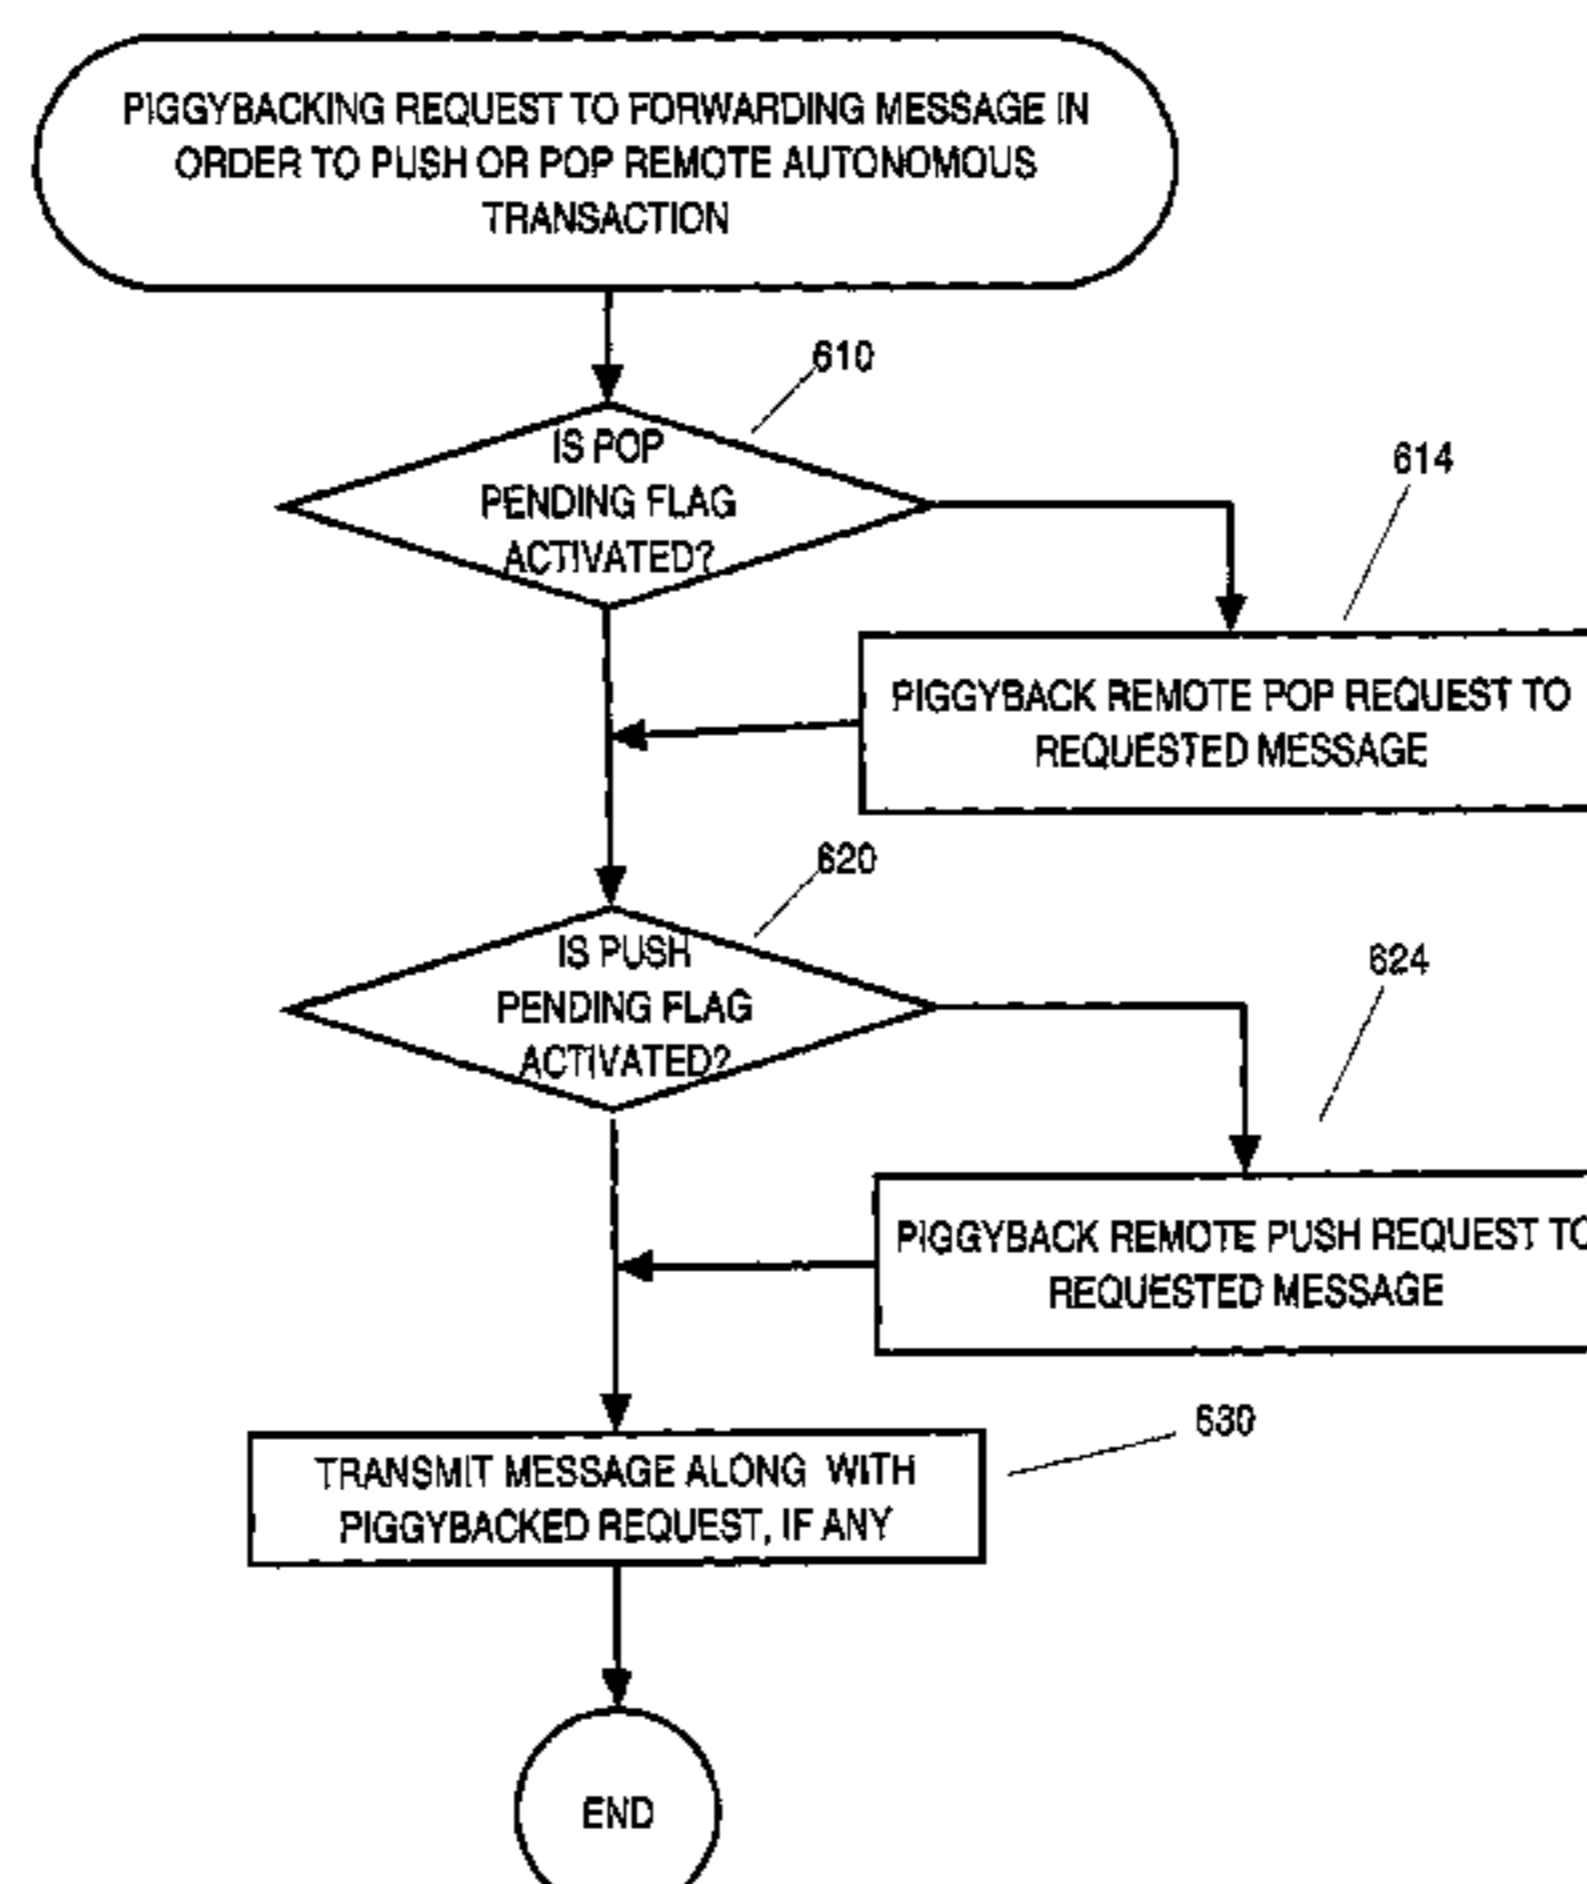 PIGGYBACKING REQUEST TO FORWARDING MESSAGE IN
ORDER TO PUSH OR POP REMOTE AUTONOMOUS
TRANSACTION
610
IS POP
PENDING FLAG
ACTIVATED?
614
PIGGYBACK REMOTE POP REQUEST TO
REQUESTED MESSAGE
620
IS PUSH
PENDING FLAG
ACTIVATED?
624
PIGGYBACK REMOTE PUSH REQUEST TO
REQUESTED MESSAGE
630
TRANSMIT MESSAGE ALONG WITH
PIGGYBACKED REQUEST, IF ANY
END